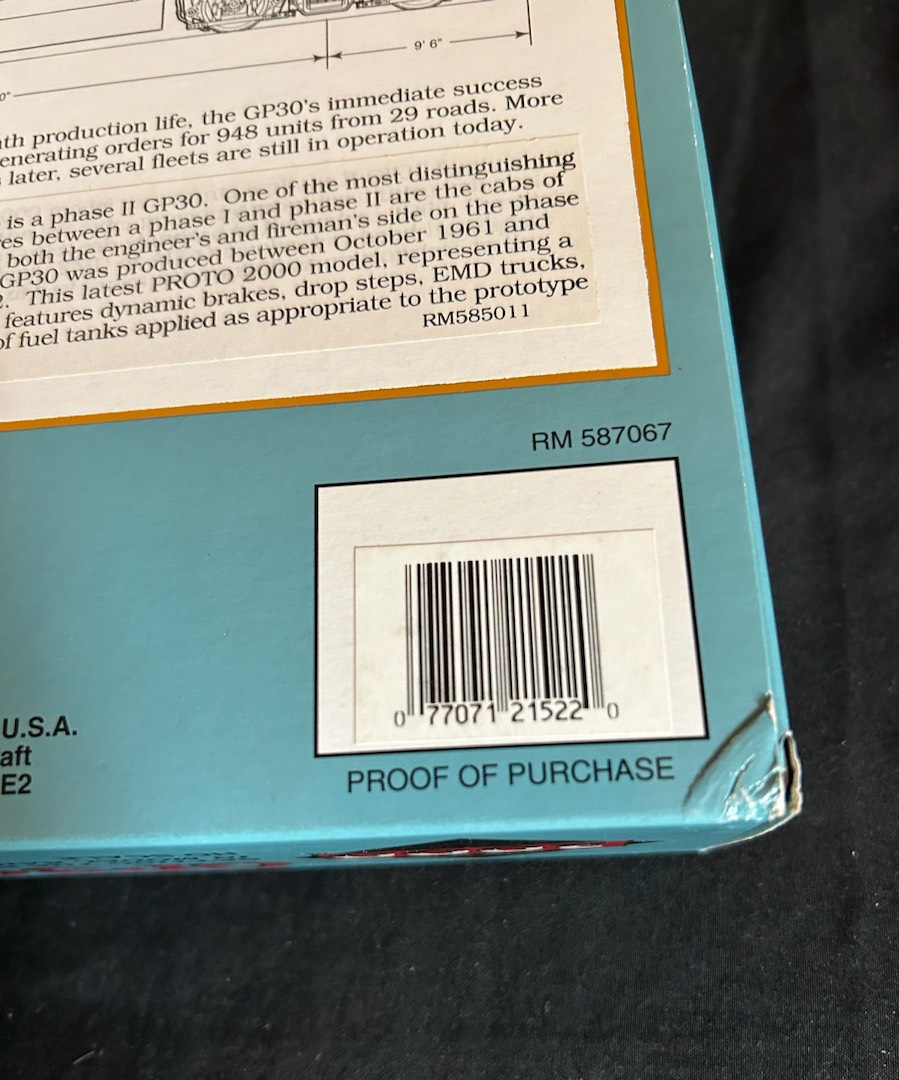 9' 6"
0"
th production life, the GP30's immediate success
enerating orders for 948 units from 29 roads. More
later, several fleets are still in operation today.
is a phase II GP30. One of the most distinguishing
es between a phase I and phase II are the cabs of
both the engineer's and fireman's side on the phase
GP30 was produced between October 1961 and
2. This latest PROTO 2000 model, representing a
features dynamic brakes, drop steps, EMD trucks,
of fuel tanks applied as appropriate to the prototype
RM585011
RM 587067
0 77071 21522 0
PROOF OF PURCHASE
U.S.A.
aft
E2